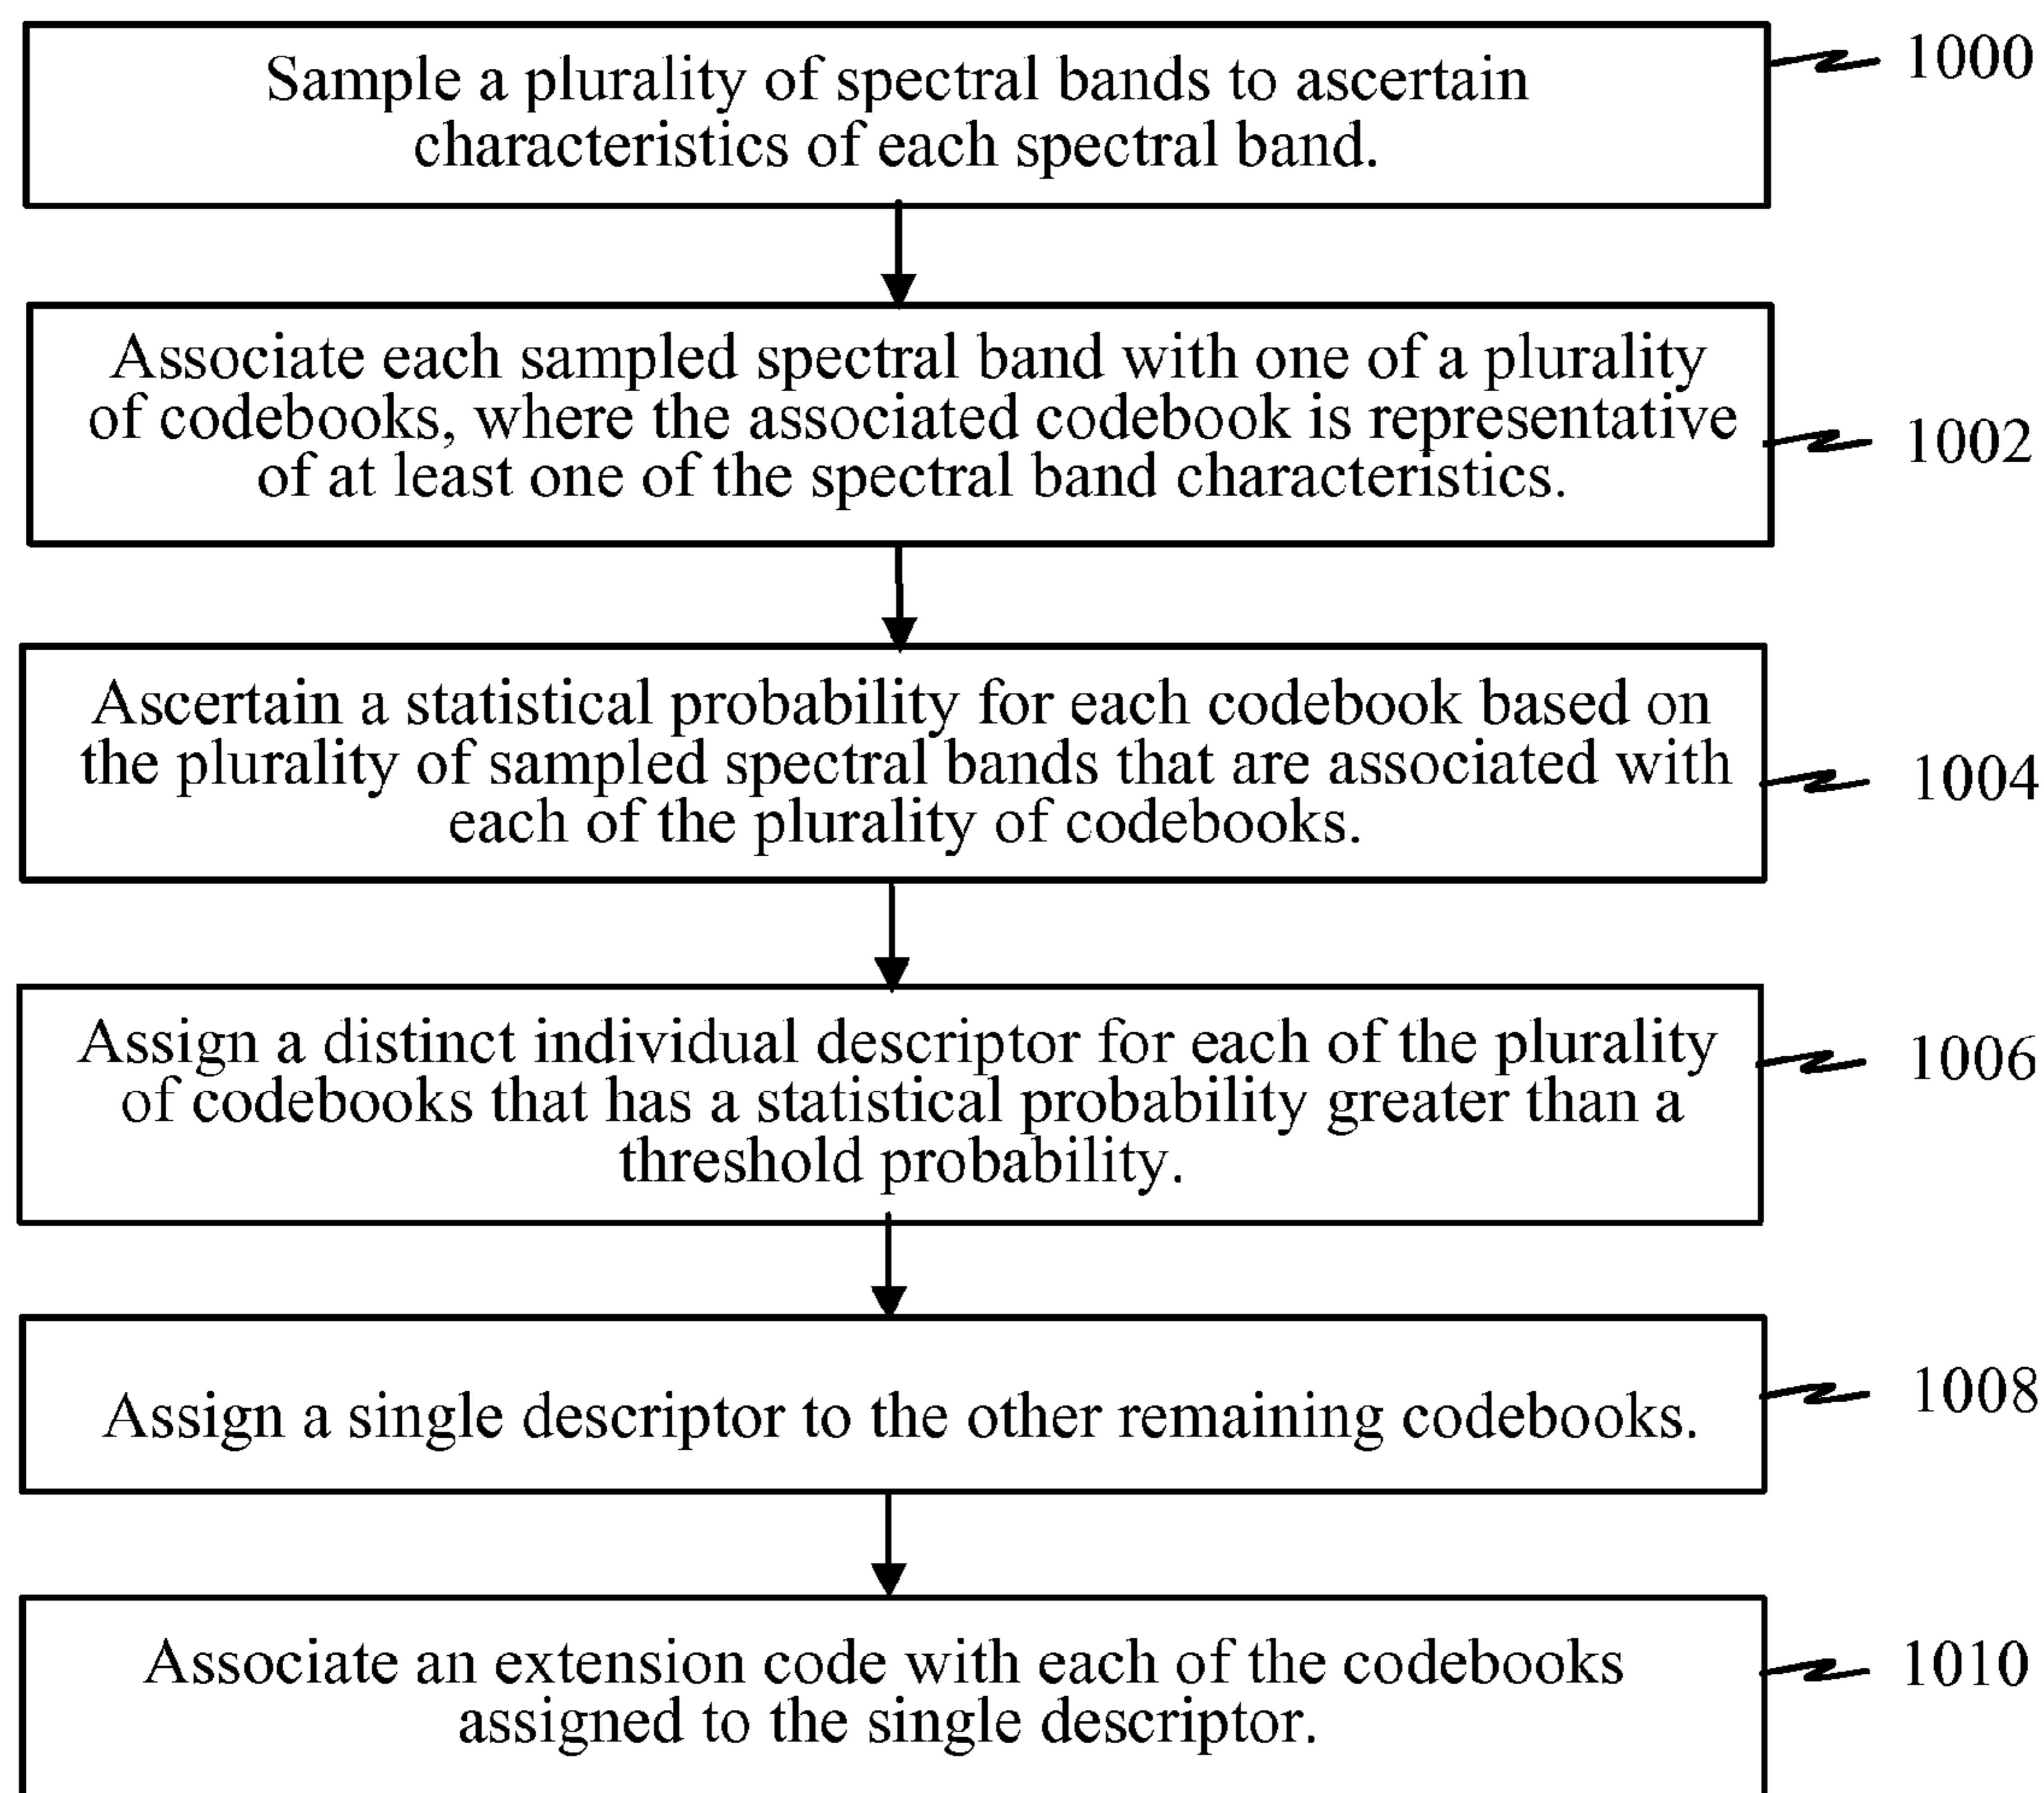 Sample a plurality of spectral bands to ascertain
characteristics of each spectral band.
1000
Associate each sampled spectral band with one of a plurality
of codebooks, where the associated codebook is representative
of at least one of the spectral band characteristics.
1002
Ascertain a statistical probability for each codebook based on
the plurality of sampled spectral bands that are associated with
each of the plurality of codebooks.
1004
Assign a distinct individual descriptor for each of the plurality
of codebooks that has a statistical probability greater than a
threshold probability.
1006
Assign a single descriptor to the other remaining codebooks.
1008
Associate an extension code with each of the codebooks
assigned to the single descriptor.
1010